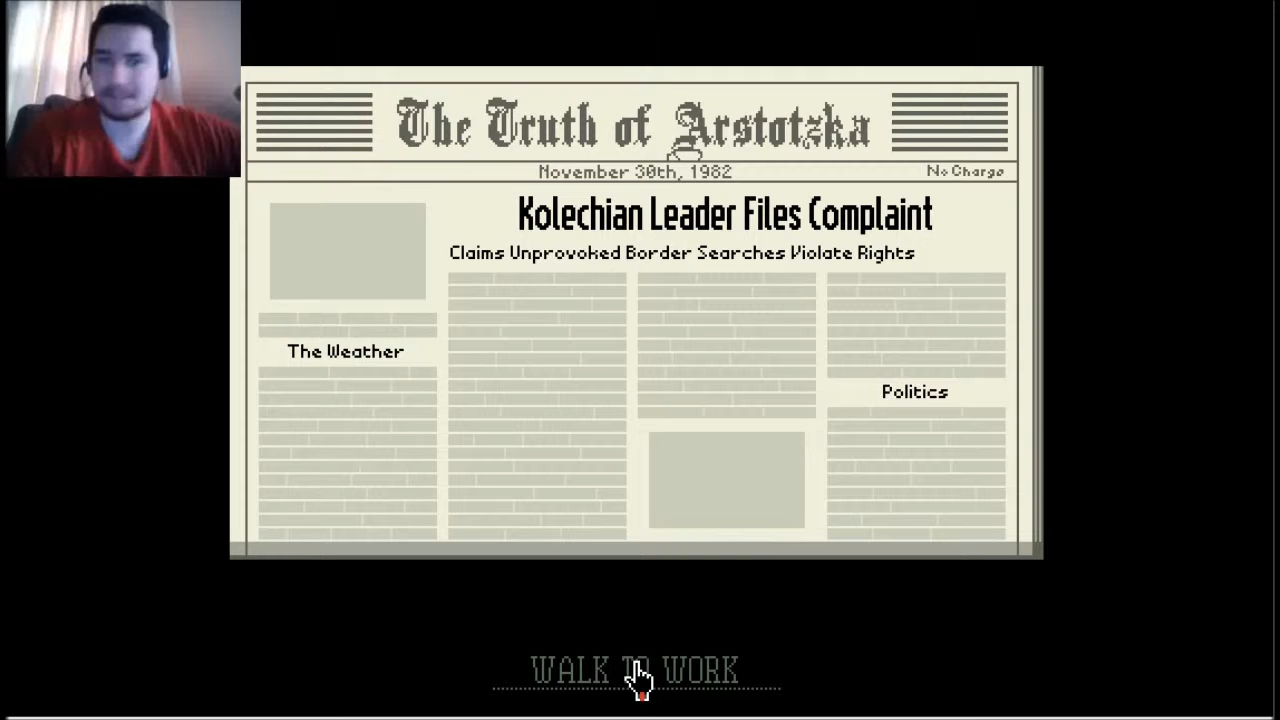 The Truth of Arstotzka
November 30th, 1982
No Charge
Kolechian Leader Files Complaint
Claims Unprovoked Border Searches Violate Rights
The Weather
Politics
WALK TO WORK